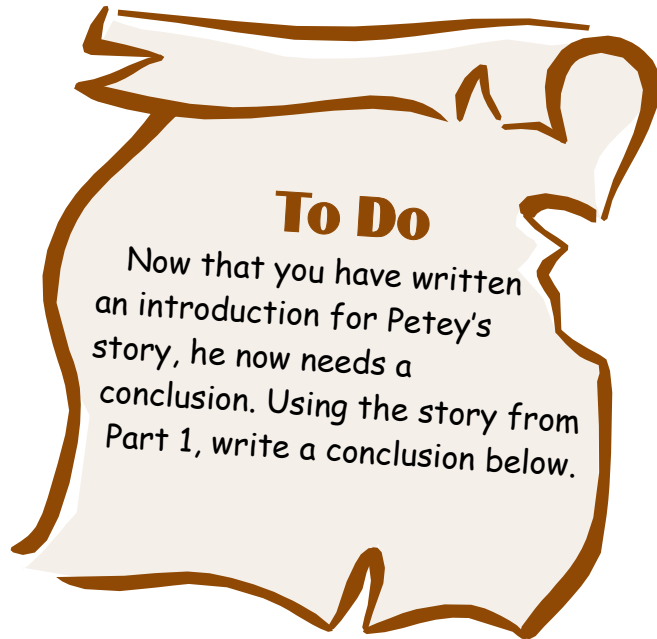 To Do
Now that you have written
an introduction for Petey's
story, he now needs a
conclusion. Using the story from
Part 1, write a conclusion below.